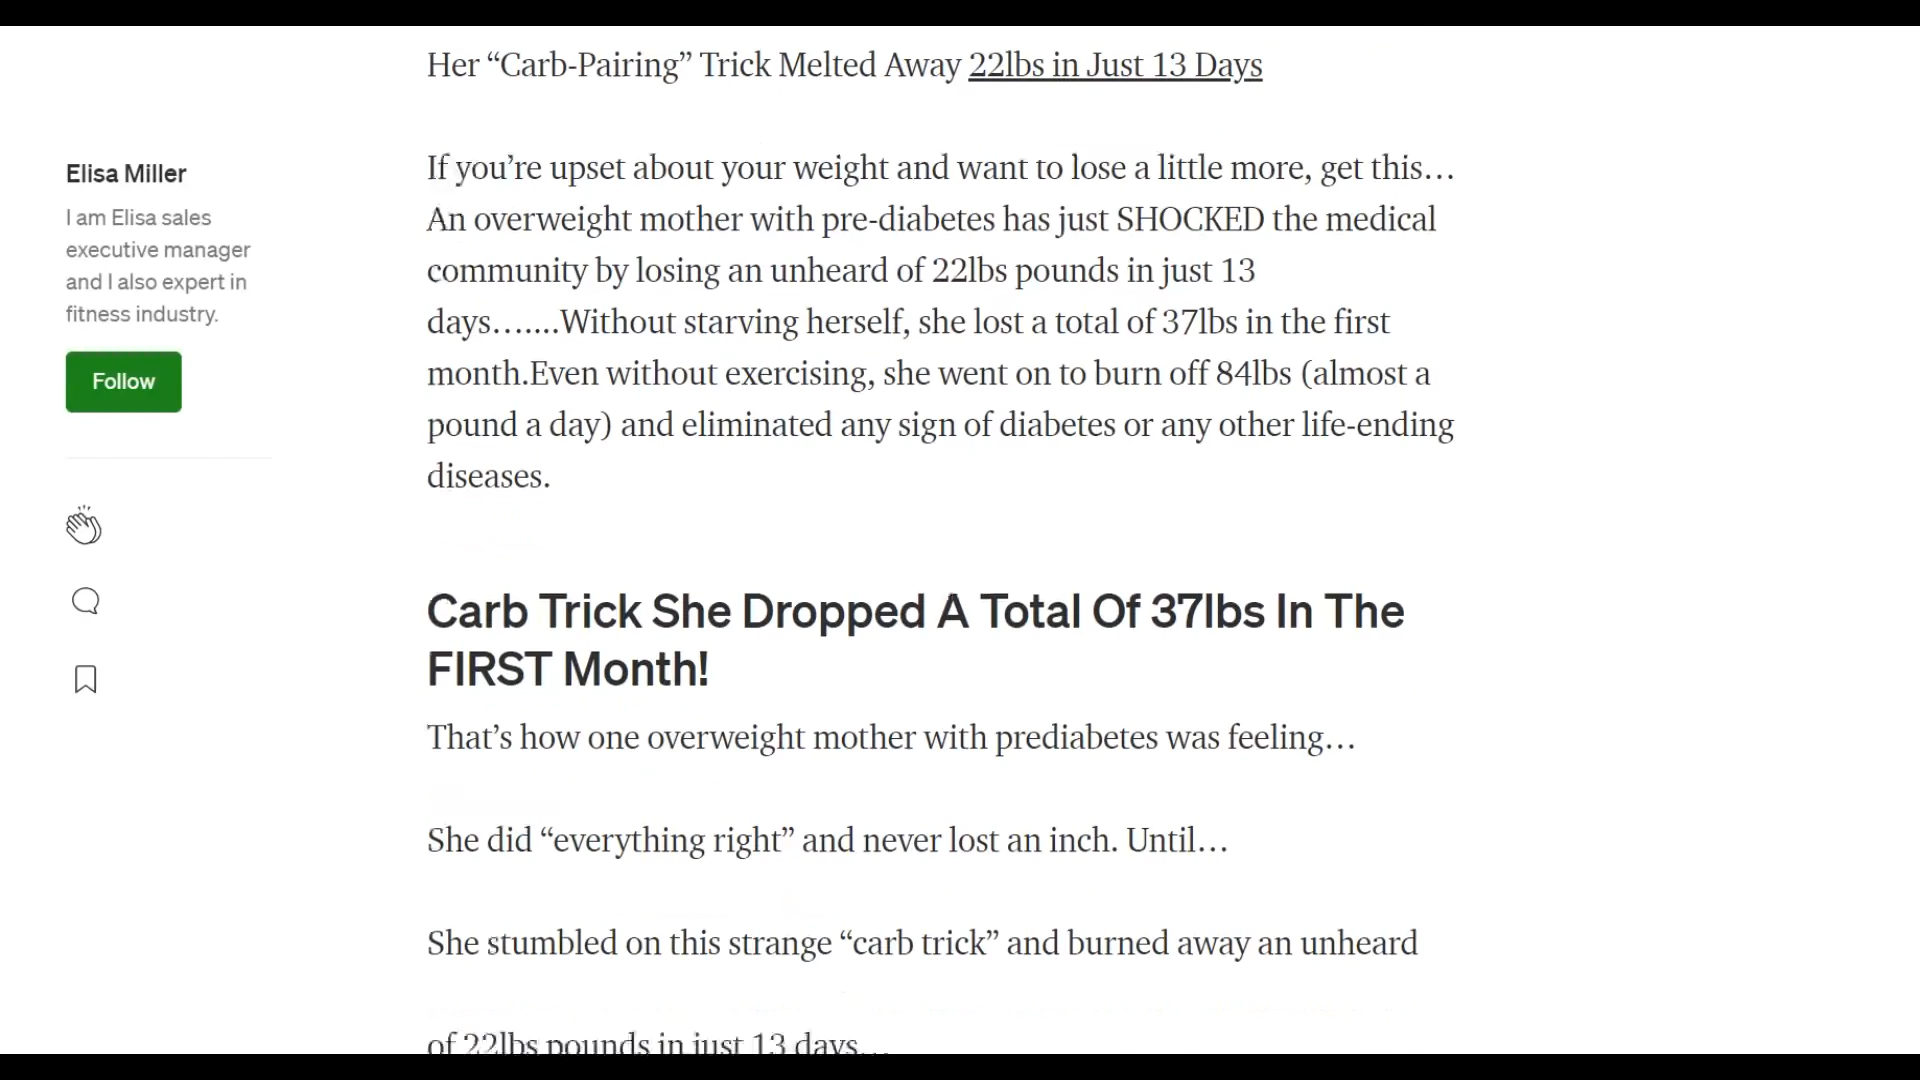 Her “Carb-Pairing” Trick Melted Away 22lbs in Just 13 Days
Elisa Miller
I am Elisa sales
executive manager
and I also expert in
fitness industry.
Follow
If you’re upset about your weight and want to lose a little more, get this…
An overweight mother with pre-diabetes has just SHOCKED the medical
community by losing an unheard of 22lbs pounds in just 13
days…....Without starving herself, she lost a total of 37lbs in the first
month.Even without exercising, she went on to burn off 84lbs (almost a
pound a day) and eliminated any sign of diabetes or any other life-ending
diseases.
Carb Trick She Dropped A Total Of 37lbs In The
FIRST Month!
That’s how one overweight mother with prediabetes was feeling…
She did “everything right” and never lost an inch. Until…
She stumbled on this strange “carb trick” and burned away an unheard
of 22lbs pounds in just 13 days…